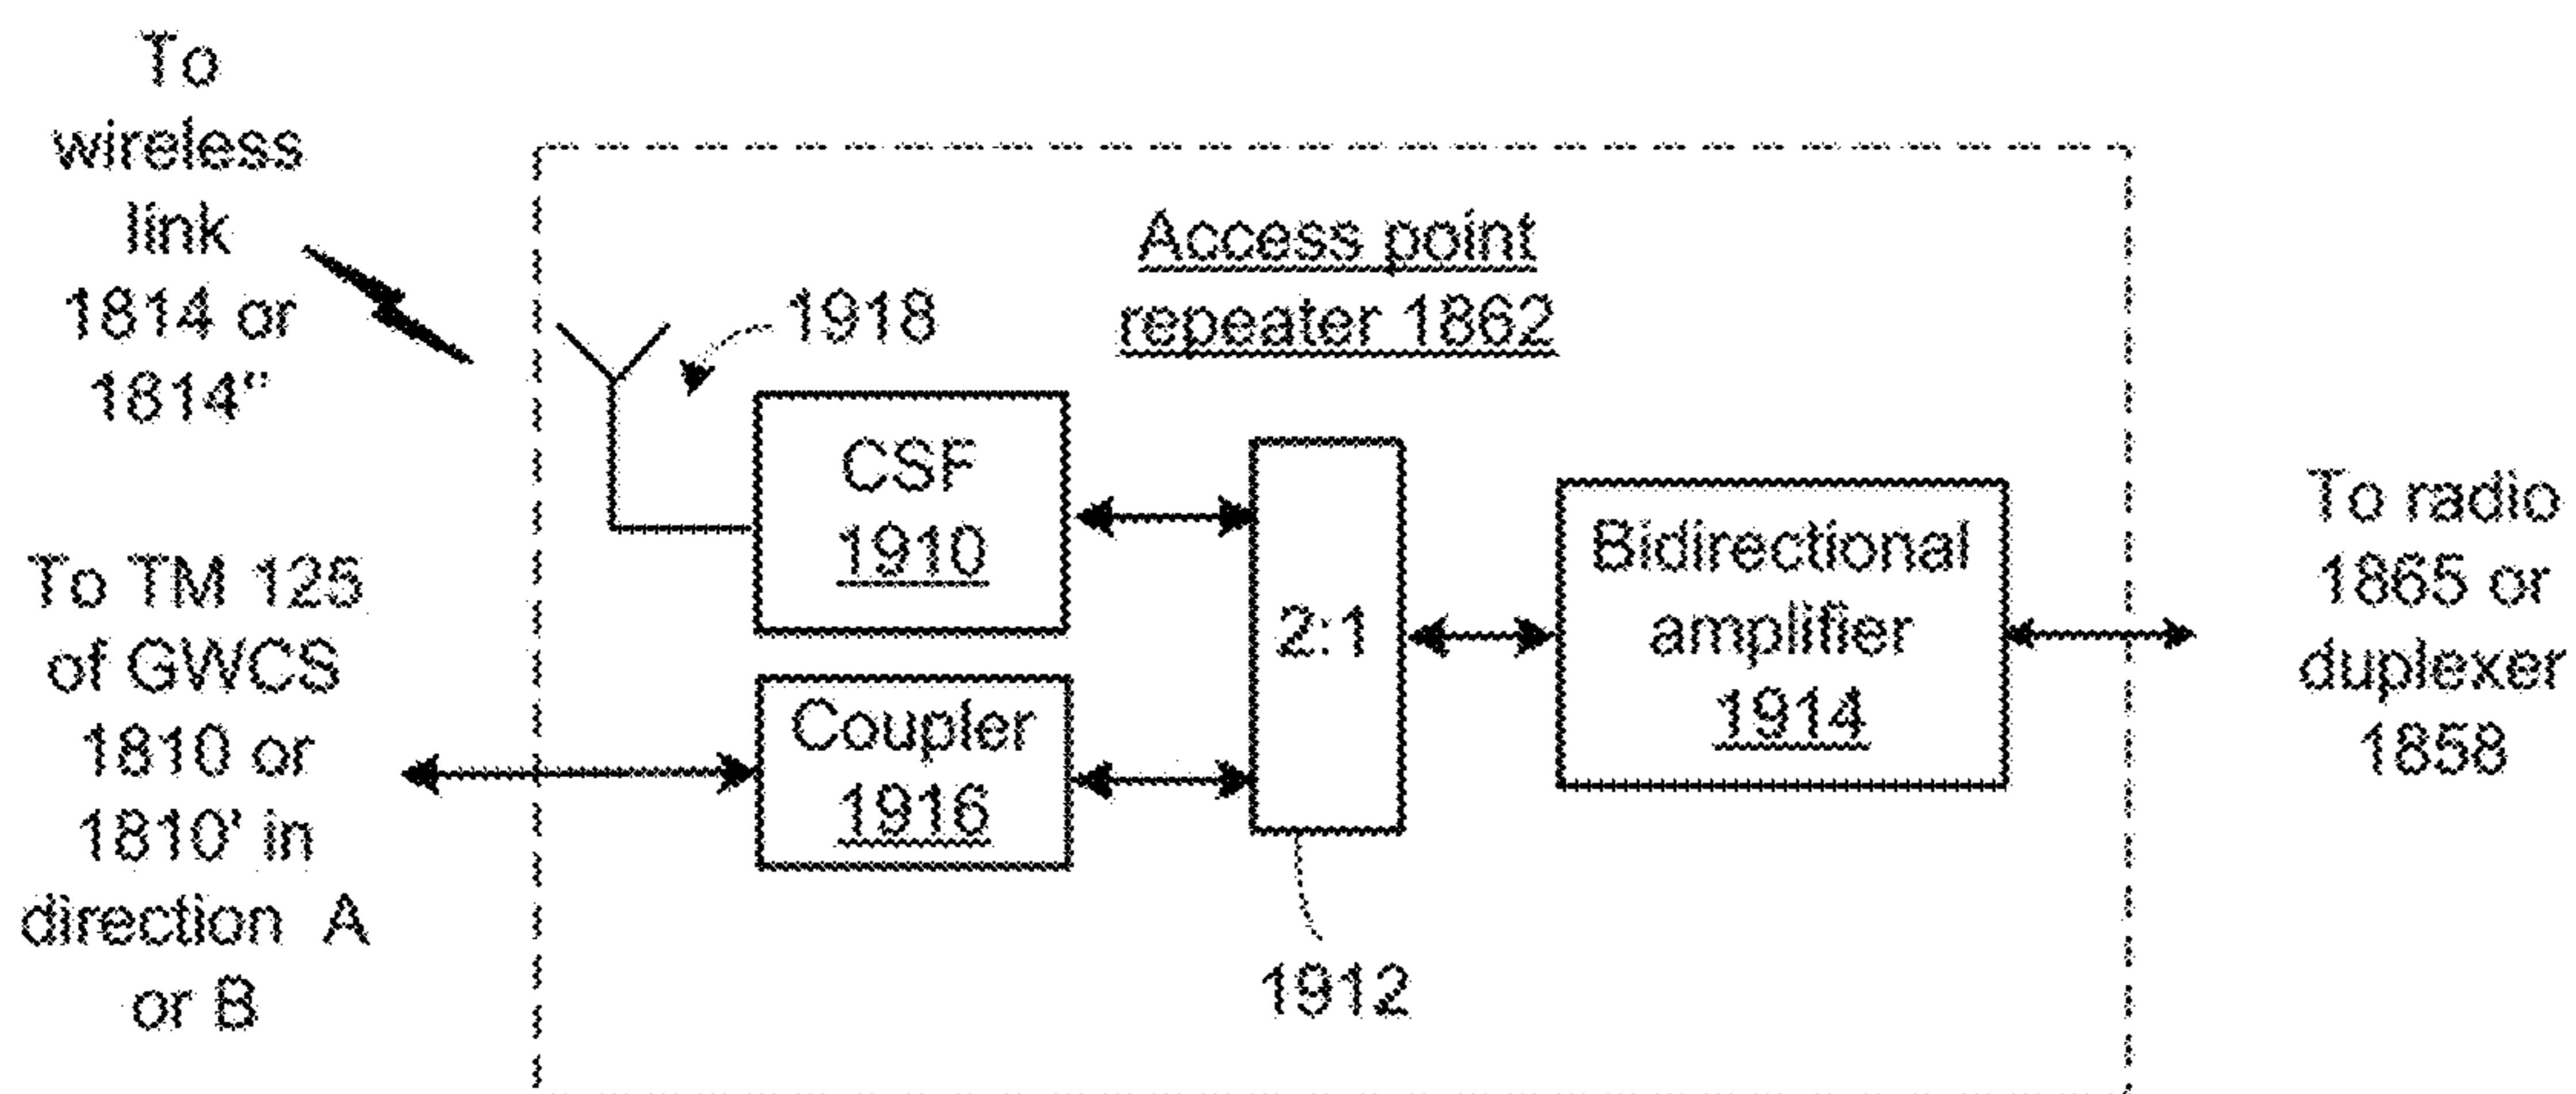 To
wireless
link
1814 or
1814"
To TM 125
of GWCS
1810 or
1810' in
direction A
or B
Access point
repeater 1862
1918
CSF
1910
Coupler
1916
2:1
1912
Bidirectional
amplifier
1914
To radio
1865 or
duplexer
1858